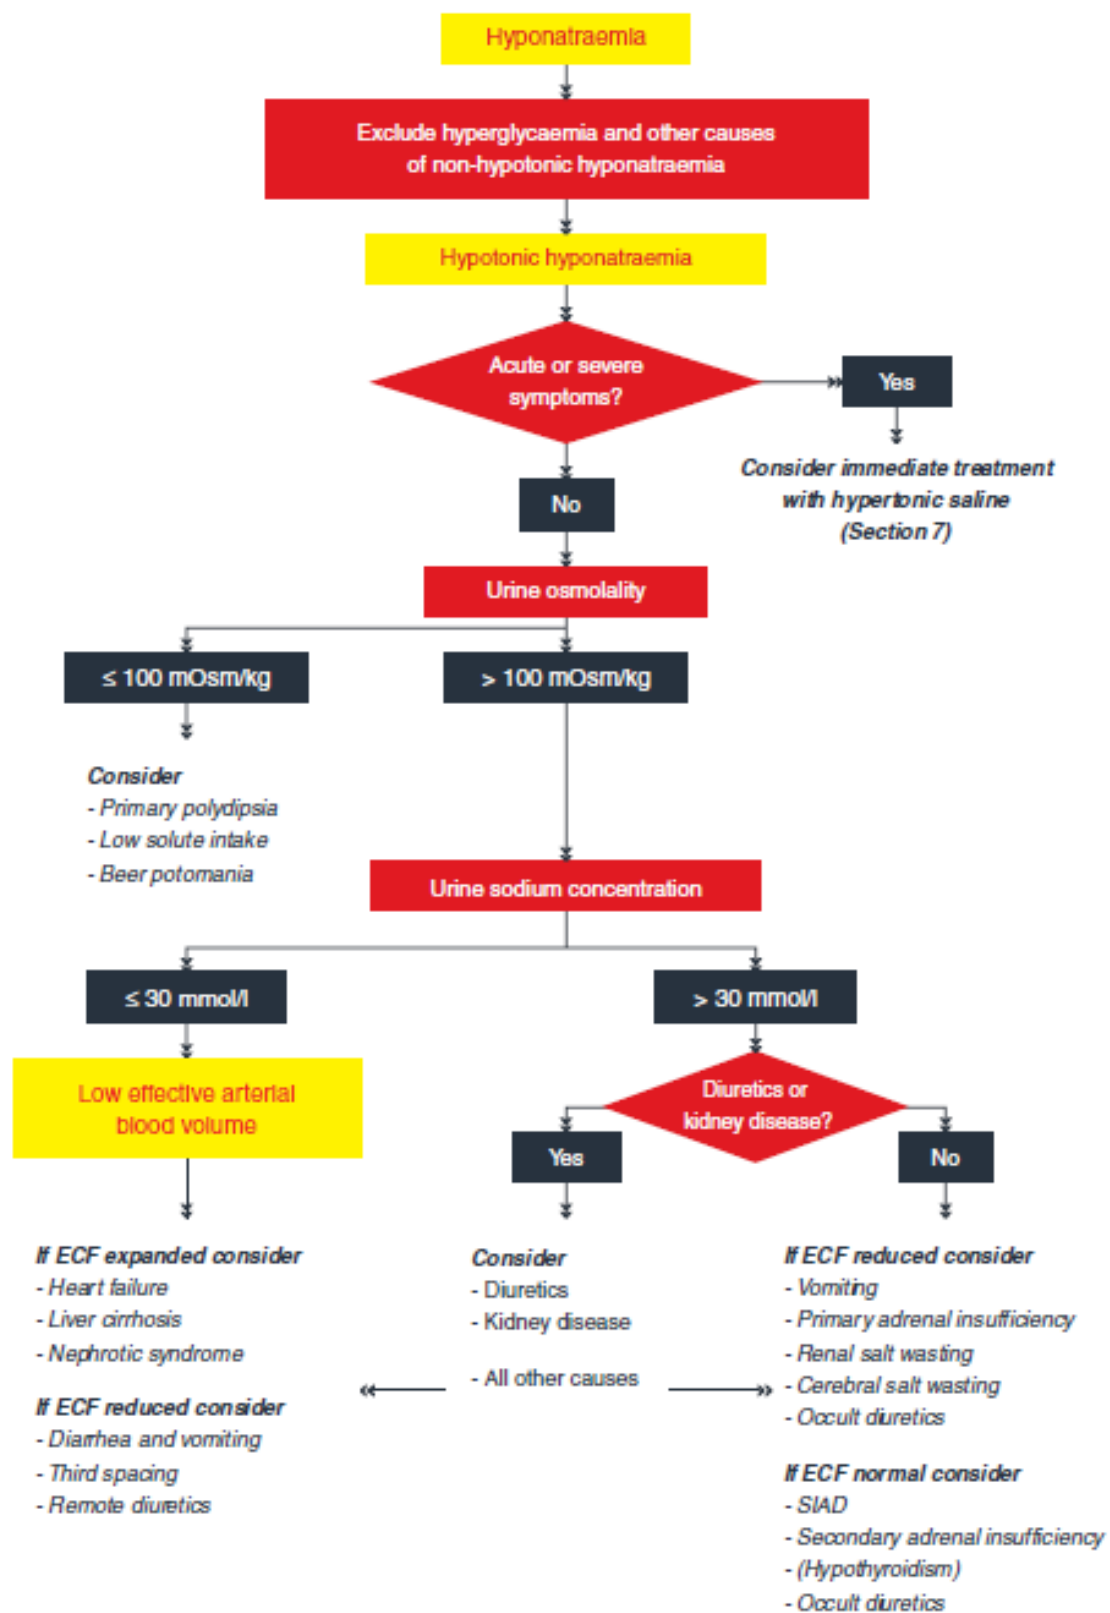 Hyponatraemia
Exclude hyperglycaemia and other causes
of non-hypotonic hyponatraemia
Hypotonic hyponatraemia
Acute or severe
symptoms?
Yes
Consider immediate treatment
with hypertonic saline
(Section 7)
No
Urine osmolality
≤ 100 mOsm/kg
> 100 mOsm/kg
Consider
- Primary polydipsia
- Low solute intake
- Beer potomania
Urine sodium concentration
≤ 30 mmol/l
> 30 mmol/l
Low effective arterial
blood volume
Diuretics or
kidney disease?
Yes
No
If ECF expanded consider
- Heart failure
- Liver cirrhosis
- Nephrotic syndrome
If ECF reduced consider
- Diarrhea and vomiting
- Third spacing
- Remote diuretics
Consider
- Diuretics
- Kidney disease
- All other causes
If ECF reduced consider
- Vomiting
- Primary adrenal insufficiency
- Renal salt wasting
- Cerebral salt wasting
- Occult diuretics
If ECF normal consider
- SIAD
- Secondary adrenal insufficiency
- (Hypothyroidism)
- Occult diuretics